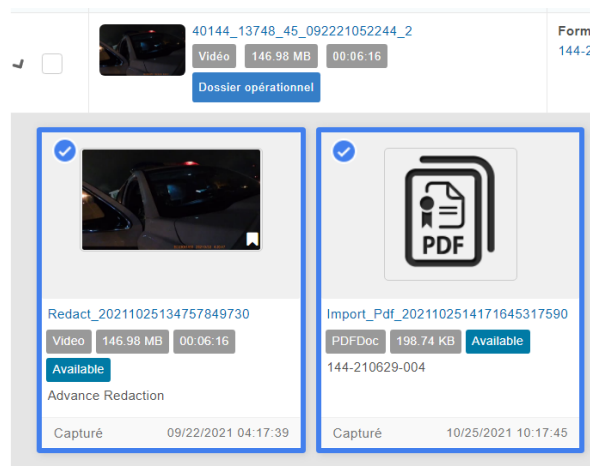 40144_13748_45_092221052244_2
Vidéo 146.98 MB 00:06:16
Dossier opérationnel
Form
144-2
Redact_20211025134757849730
Video 146.98 MB 00:06:16
Available
Advance Redaction
Capturé 09/22/2021 04:17:39
PDF
Import_Pdf_2021102514171645317590
PDFDoc 198.74 KB Available
144-210629-004
Capturé 10/25/2021 10:17:45